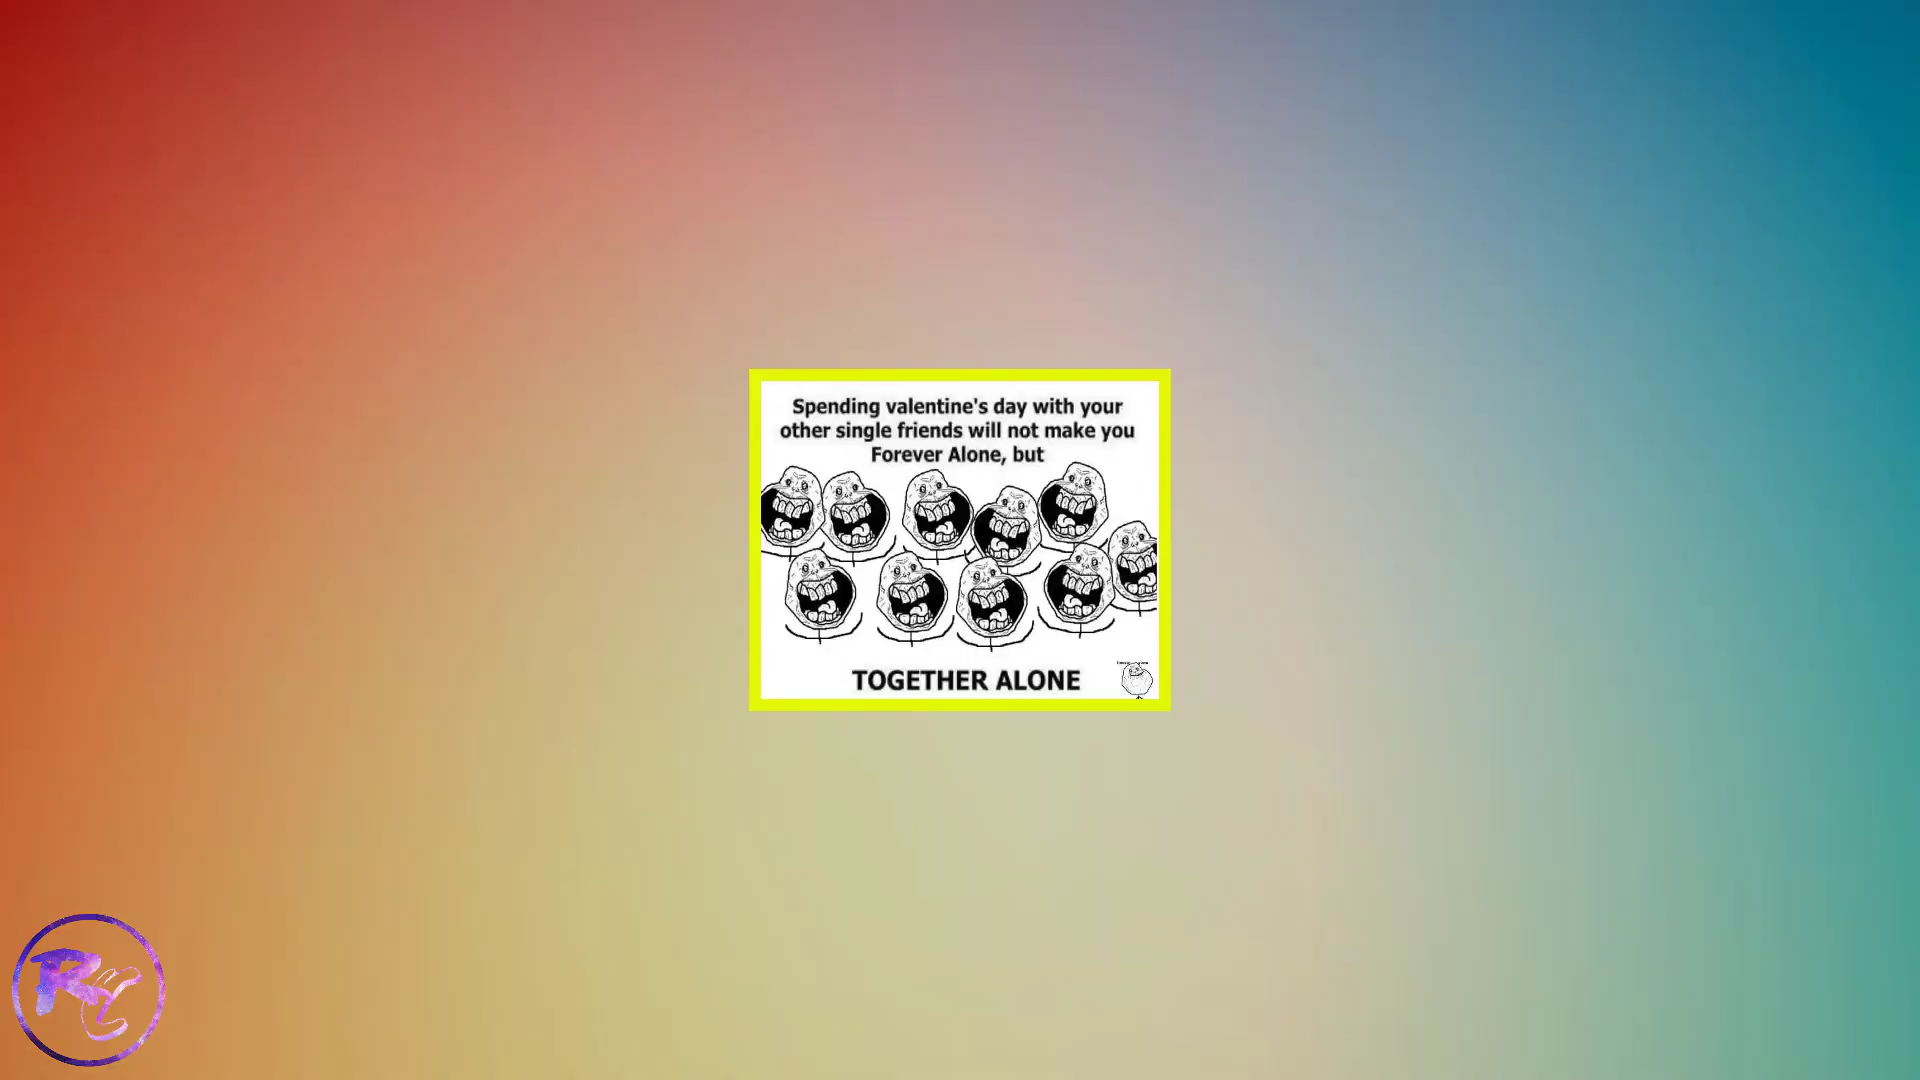 Spending valentine's day with your
other single friends will not make you
Forever Alone, but
TOGETHER ALONE